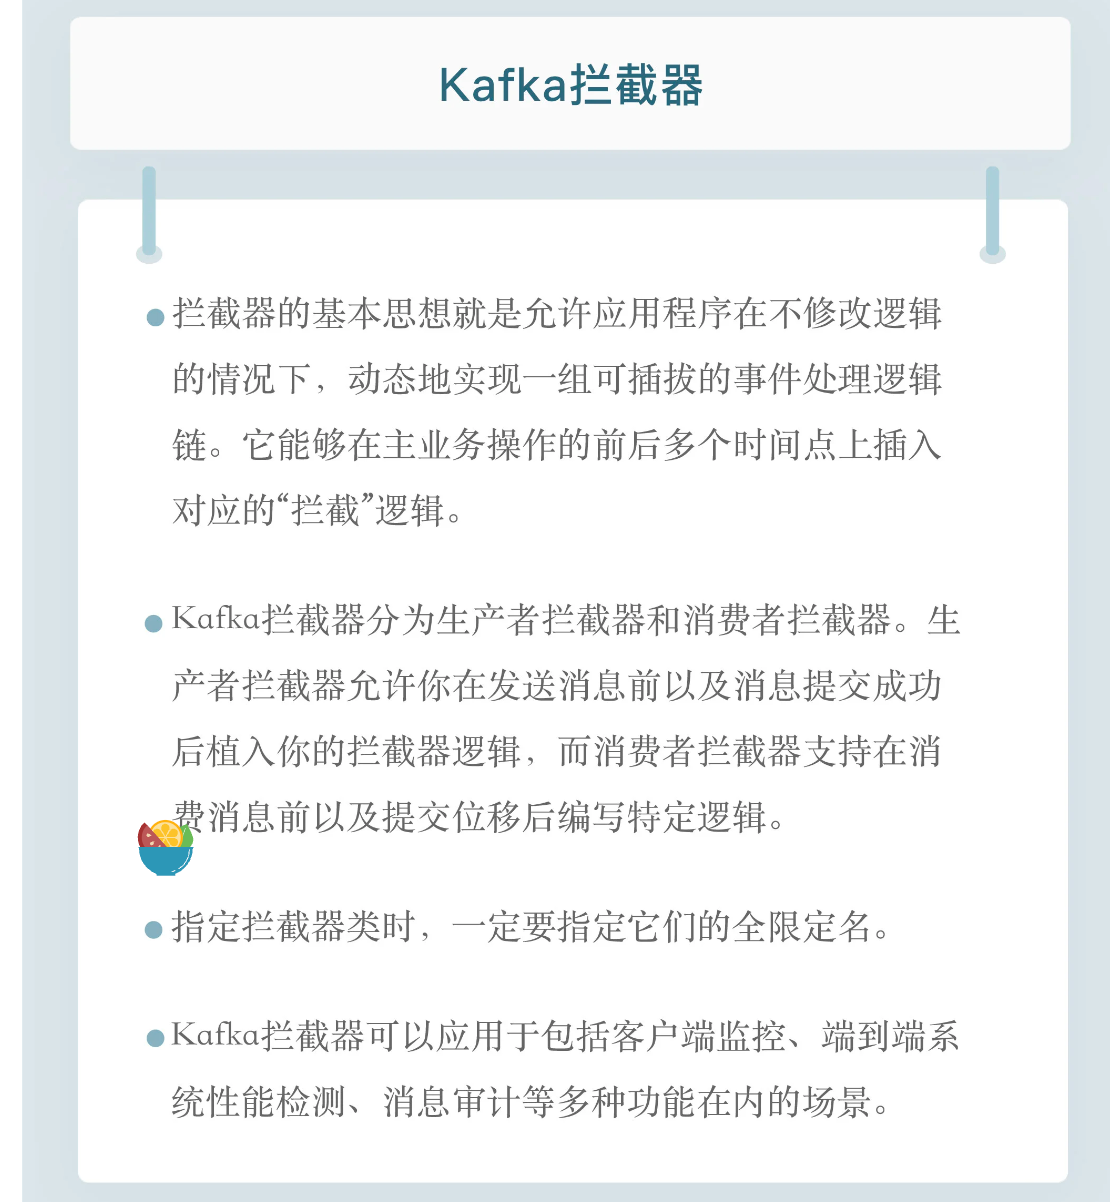 Kafka拦截器
拦截器的基本思想就是允许应用程序在不修改逻辑
的情况下，动态地实现一组可插拔的事件处理逻辑
链。它能够在主业务操作的前后多个时间点上插入
对应的“拦截”逻辑。
Kafka拦截器分为生产者拦截器和消费者拦截器。生
产者拦截器允许你在发送消息前以及消息提交成功
后植入你的拦截器逻辑，而消费者拦截器支持在消
费消息前以及提交位移后编写特定逻辑。
指定拦截器类时，一定要指定它们的全限定名。
Kafka拦截器可以应用于包括客户端监控、端到端系
统性能检测、消息审计等多种功能在内的场景。